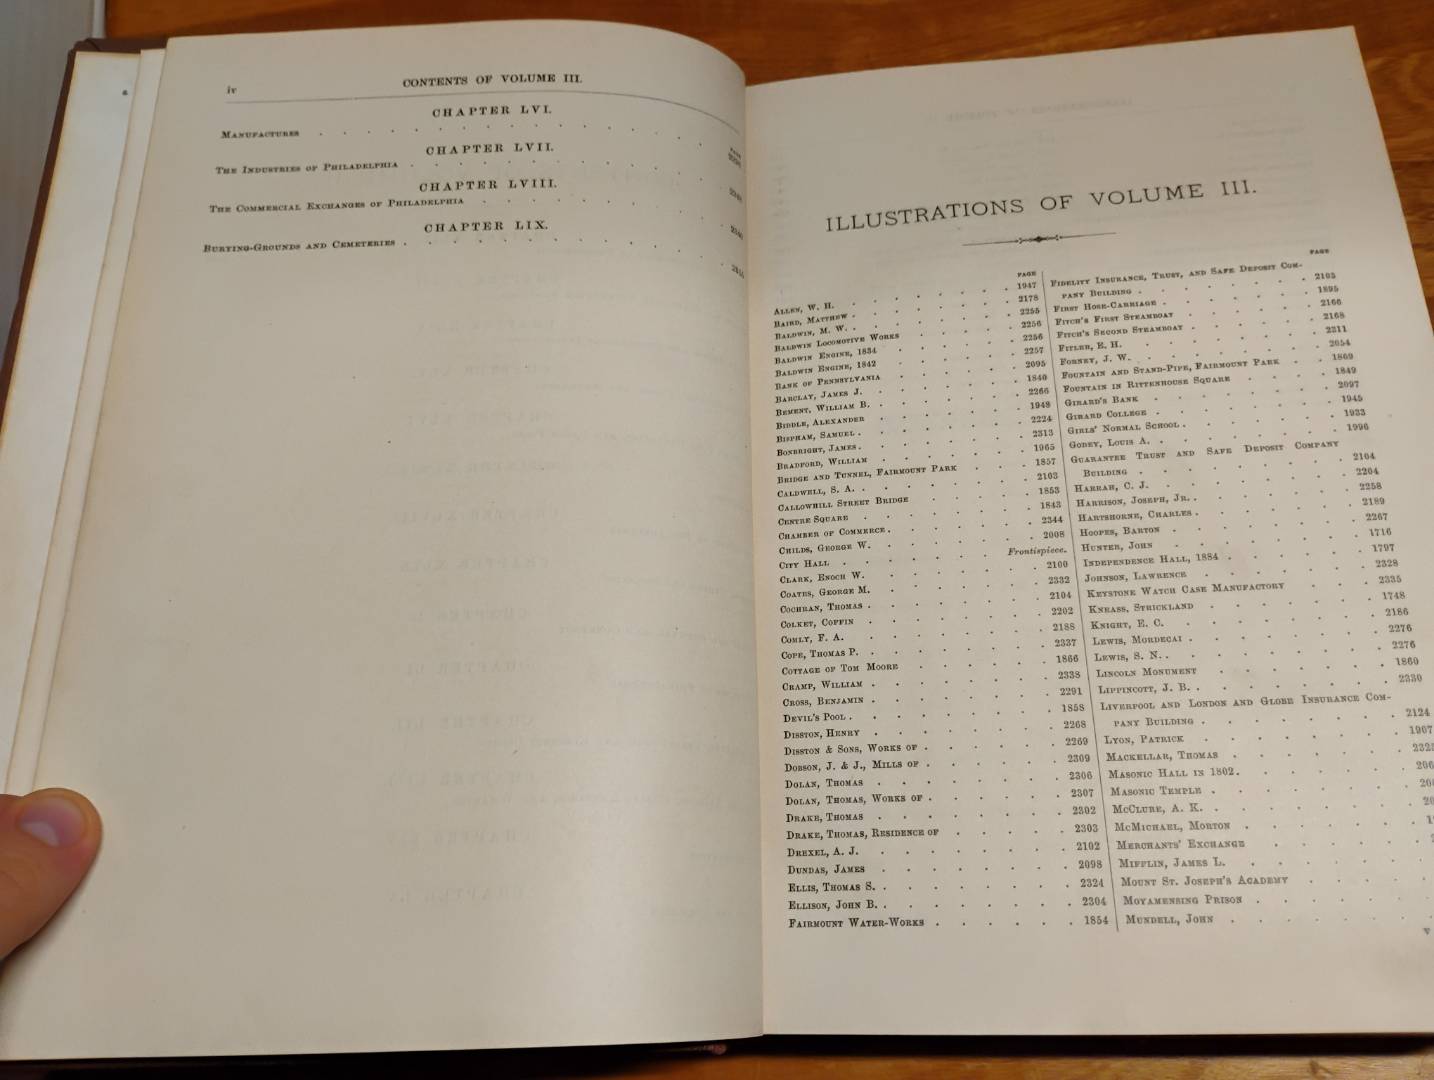 iv CONTENTS OF VOLUME III.
CHAPTER LVI.
PAGE
MANUFACTURES
CHAPTER LVII.
THE INDUSTRIES OF PHILADELPHIA
CHAPTER LVIII.
THE COMMERCIAL EXCHANGES OF PHILADELPHIA
CHAPTER LIX.
BURYING-GROUNDS AND CEMETERIES
ILLUSTRATIONS OF VOLUME III.
PAGE
ALLEN, W. H. 1947
BAIRD, MATTHEW 2178
BALDWIN, M. W. 2255
BALDWIN LOCOMOTIVE WORKS 2256
BALDWIN ENGINE, 1834 2256
BALDWIN ENGINE, 1842 2257
BANK OF PENNSYLVANIA 2095
BARCLAY, JAMES J. 1840
BEMENT, WILLIAM B. 2266
BIDDLE, ALEXANDER 1948
BISPHAM, SAMUEL 2224
BONBRIGHT, JAMES 2313
BRADFORD, WILLIAM 1965
BRIDGE AND TUNNEL, FAIRMOUNT PARK 1857
CALDWELL, S. A. 2103
CALLOWHILL STREET BRIDGE 1853
CENTRE SQUARE 1843
CHAMBER OF COMMERCE 2344
CHILDS, GEORGE W. 2008
CITY HALL Frontispiece.
CLARK, ENOCH W. 2100
COATES, GEORGE M. 2332
COCHRAN, THOMAS 2104
COLKET, COFFIN 2202
COMLY, F. A. 2188
COPE, THOMAS P. 2337
COTTAGE OF TOM MOORE 1866
CRAMP, WILLIAM 2338
CROSS, BENJAMIN 2291
DEVIL'S POOL 1858
DISSTON, HENRY 2268
DISSTON & SONS, WORKS OF 2269
DOBSON, J. & J., MILLS OF 2309
DOLAN, THOMAS 2306
DOLAN, THOMAS, WORKS OF 2307
DRAKE, THOMAS 2302
DRAKE, THOMAS, RESIDENCE OF 2303
DREXEL, A. J. 2102
DUNDAS, JAMES 2098
ELLIS, THOMAS S. 2324
ELLISON, JOHN B. 2304
FAIRMOUNT WATER-WORKS 1854
PAGE
FIDELITY INSURANCE, TRUST, AND SAFE DEPOSIT COM-
PANY BUILDING 2105
FIRST HOSE-CARRIAGE 1895
FITCH'S FIRST STEAMBOAT 2166
FITCH'S SECOND STEAMBOAT 2168
FITLER, E. H. 2311
FORNEY, J. W. 2054
FOUNTAIN AND STAND-PIPE, FAIRMOUNT PARK 1869
FOUNTAIN IN RITTENHOUSE SQUARE 1849
GIRARD'S BANK 2097
GIRARD COLLEGE 1945
GIRLS' NORMAL SCHOOL 1933
GODEY, LOUIS A. 1996
GUARANTEE TRUST AND SAFE DEPOSIT COMPANY
BUILDING 2104
HARRAH, C. J. 2204
HARRISON, JOSEPH, JR. 2258
HARTSHORNE, CHARLES 2189
HOOPES, BARTON 2267
HUNTER, JOHN 1716
INDEPENDENCE HALL, 1884 1797
JOHNSON, LAWRENCE 2328
KEYSTONE WATCH CASE MANUFACTORY 2335
KNEASS, STRICKLAND 1748
KNIGHT, E. C. 2186
LEWIS, MORDECAI 2276
LEWIS, S. N. 2276
LINCOLN MONUMENT 1860
LIPPINCOTT, J. B. 2330
LIVERPOOL AND LONDON AND GLOBE INSURANCE COM-
PANY BUILDING 2124
LYON, PATRICK 1907
MACKELLAR, THOMAS
MASONIC HALL IN 1802.
MASONIC TEMPLE
MCCLURE, A. K.
MCMICHAEL, MORTON
MERCHANTS' EXCHANGE
MIFFLIN, JAMES L.
MOUNT ST. JOSEPH'S ACADEMY
MOYAMENSING PRISON
MUNDELL, JOHN
v